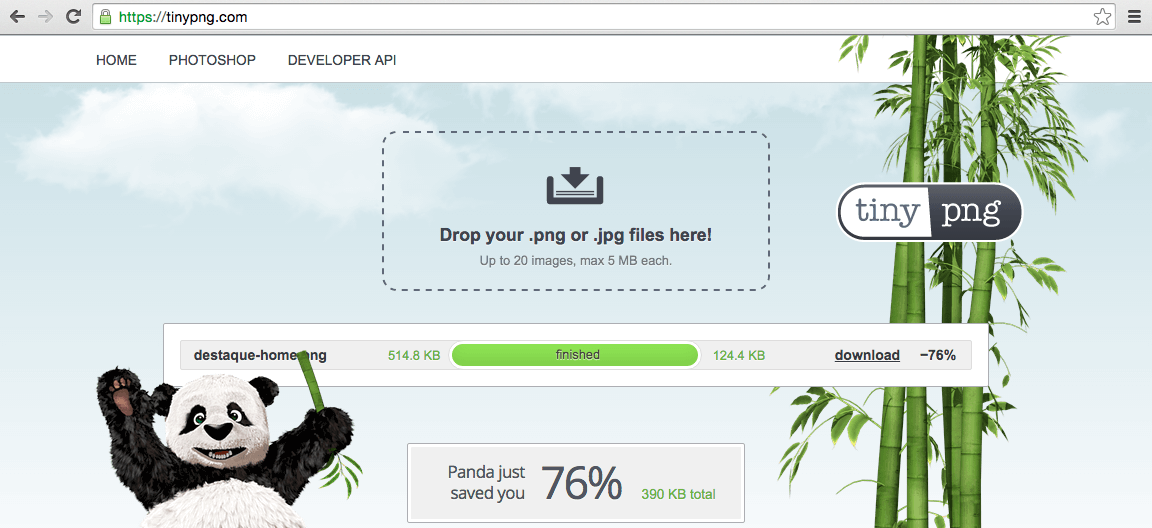 https://tinypng.com
HOME PHOTOSHOP DEVELOPER API
tiny png
Drop your .png or .jpg files here!
Up to 20 images, max 5 MB each.
destaque-home.png 514.8 KB finished 124.4 KB download −76%
Panda just
saved you 76% 390 KB total